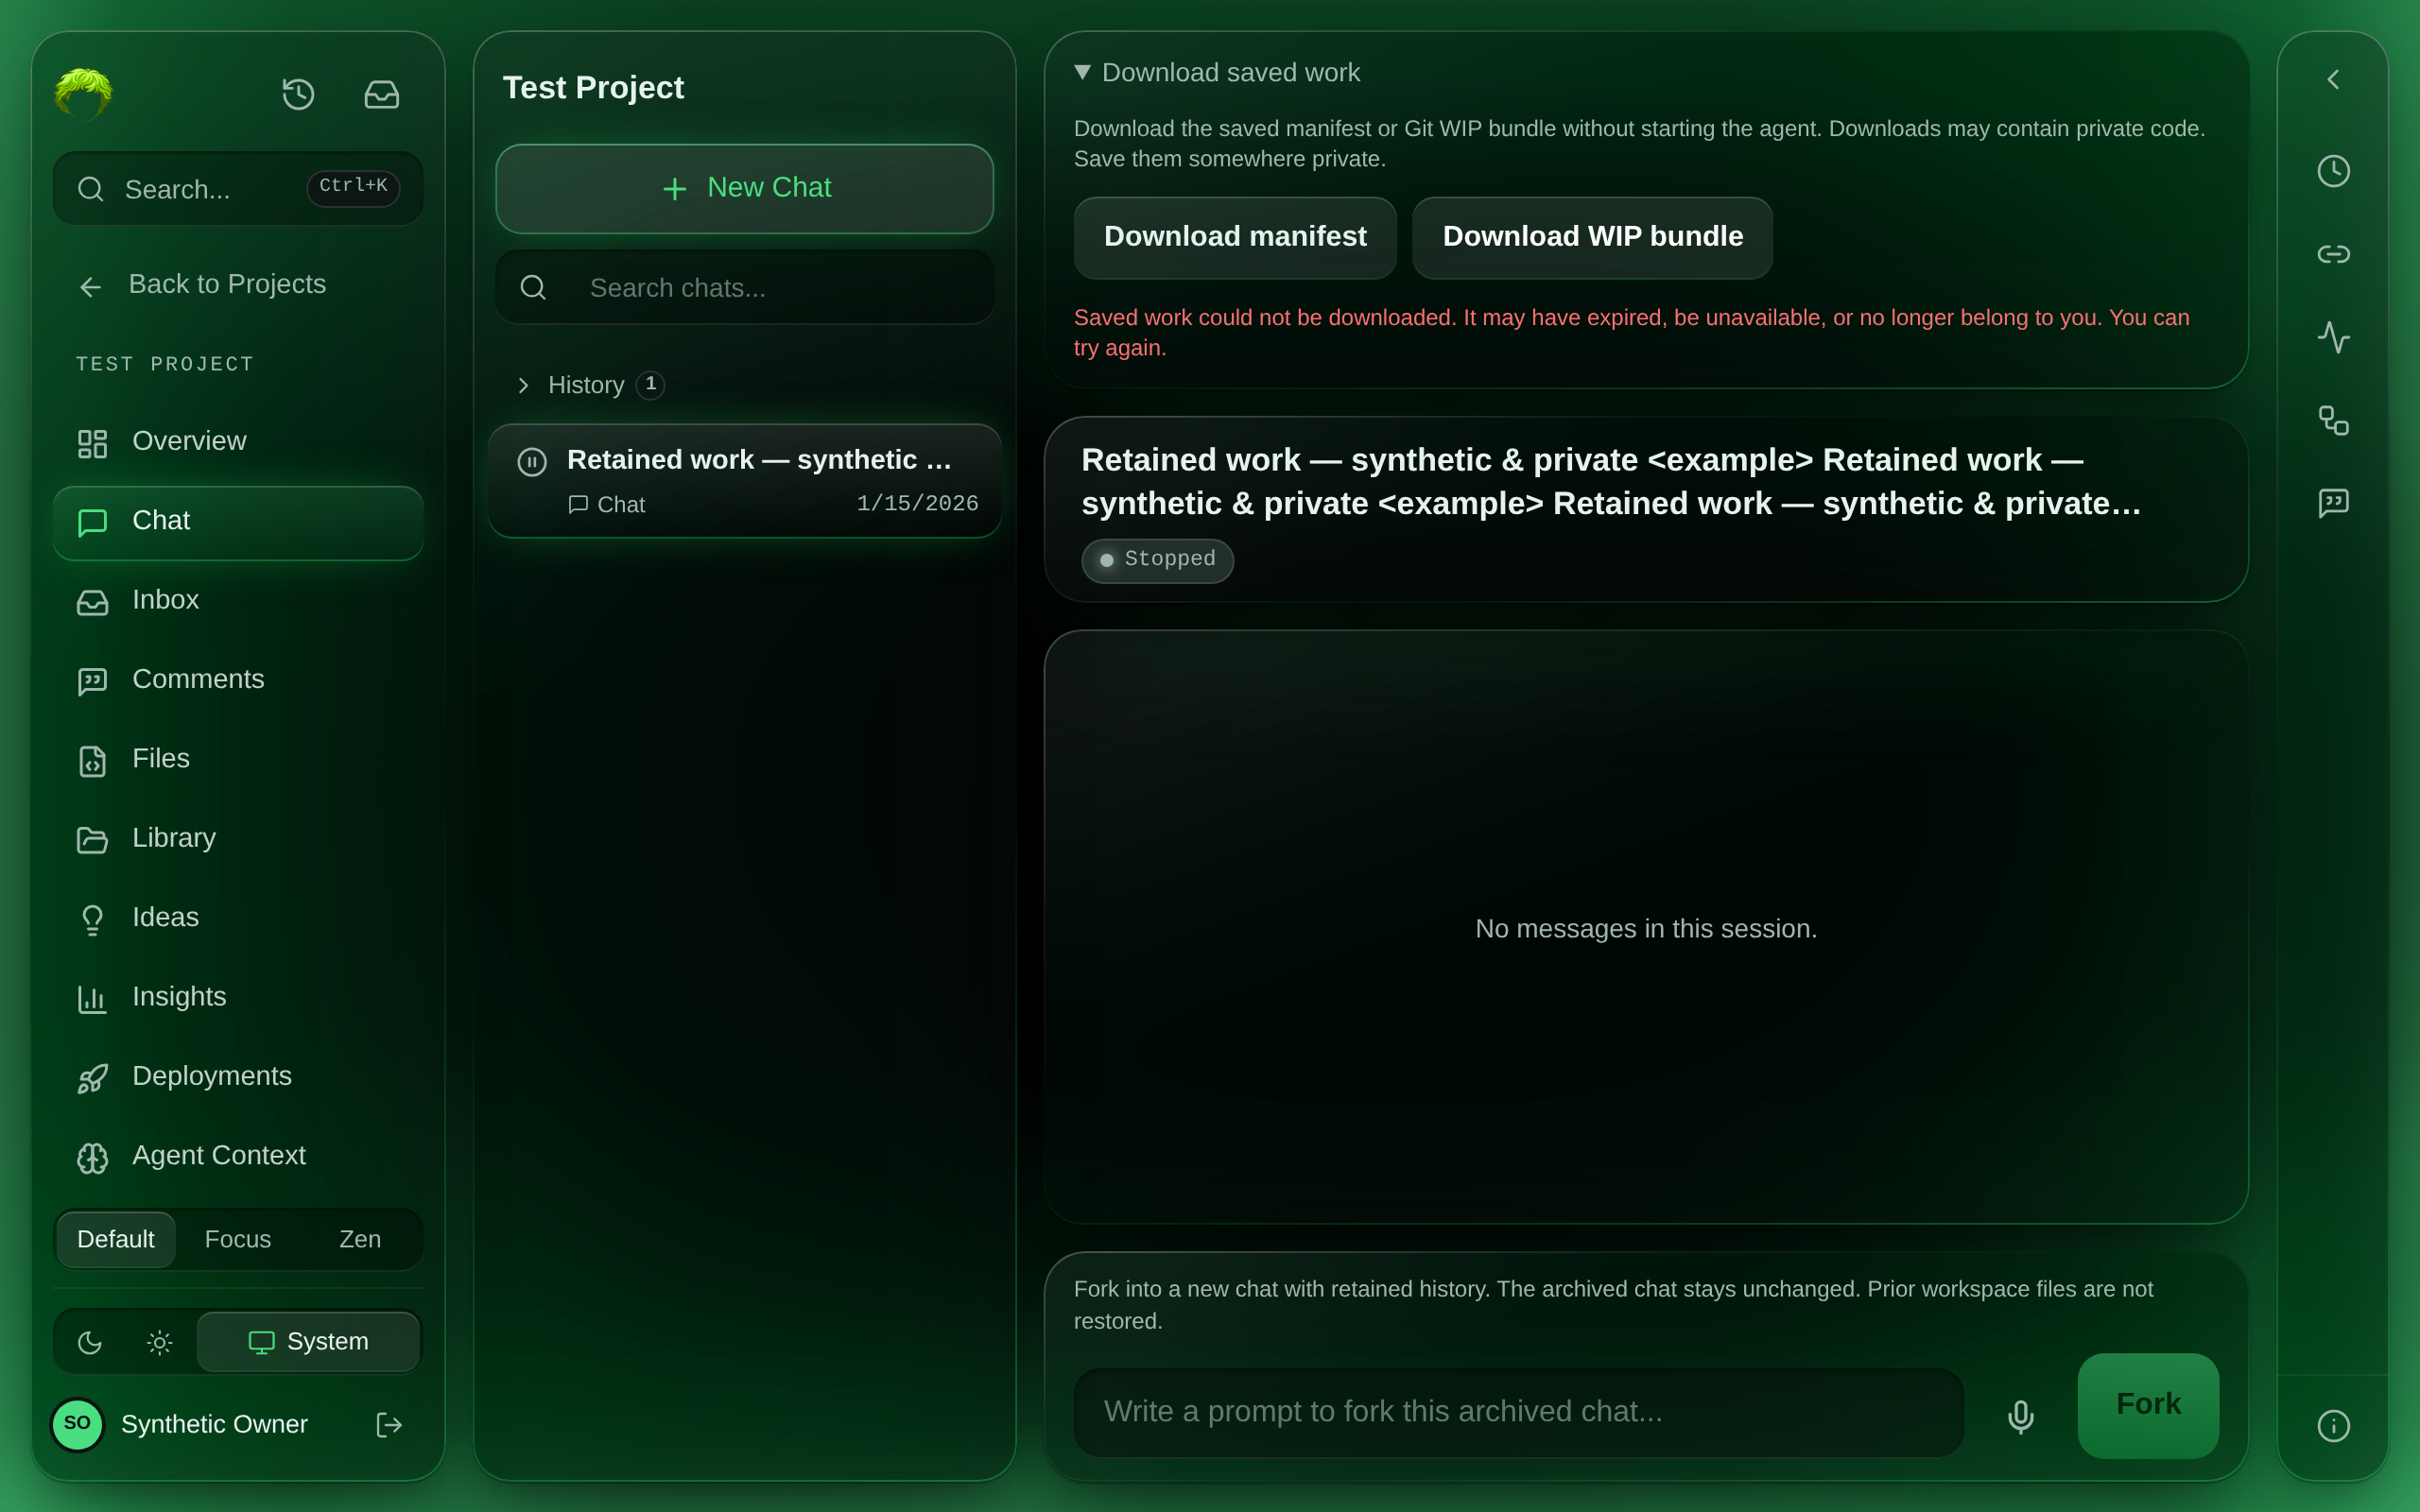 Search...
Ctrl+K
Back to Projects
TEST PROJECT
Overview
Chat
Inbox
Comments
Files
Library
Ideas
Insights
Deployments
Agent Context
Default
Focus
Zen
System
SO
Synthetic Owner
Test Project
New Chat
Search chats...
History 1
Retained work — synthetic ...
Chat
1/15/2026
Download saved work
Download the saved manifest or Git WIP bundle without starting the agent. Downloads may contain private code.
Save them somewhere private.
Download manifest
Download WIP bundle
Saved work could not be downloaded. It may have expired, be unavailable, or no longer belong to you. You can
try again.
Retained work — synthetic & private <example> Retained work —
synthetic & private <example> Retained work — synthetic & private...
Stopped
No messages in this session.
Fork into a new chat with retained history. The archived chat stays unchanged. Prior workspace files are not
restored.
Write a prompt to fork this archived chat...
Fork